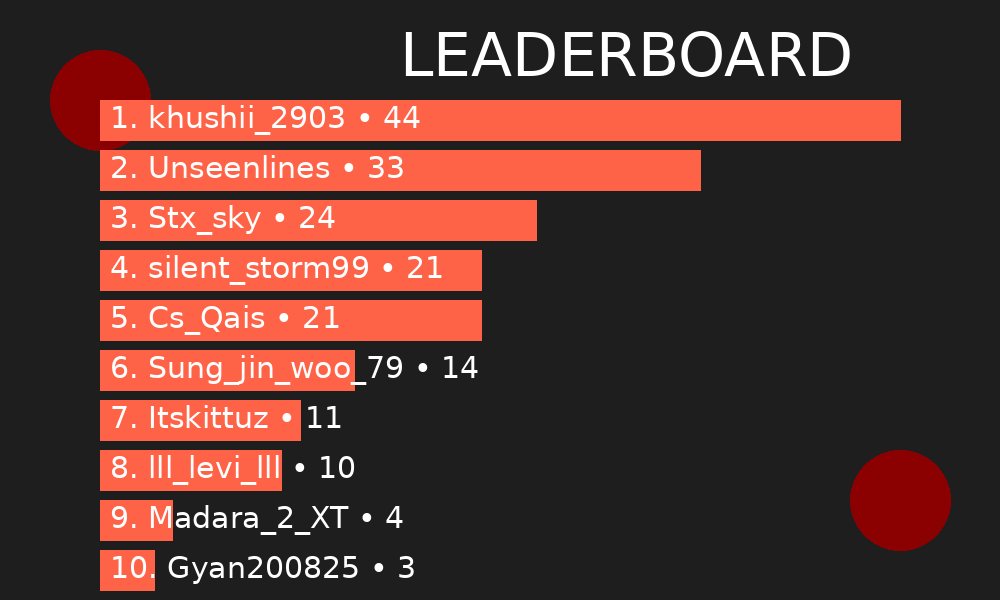 LEADERBOARD
1. khushii_2903 • 44
2. Unseenlines • 33
3. Stx_sky • 24
4. silent_storm99 • 21
5. Cs_Qais • 21
6. Sung_jin_woo_79 • 14
7. Itskittuz • 11
8. lll_levi_lll • 10
9. Madara_2_XT • 4
10. Gyan200825 • 3